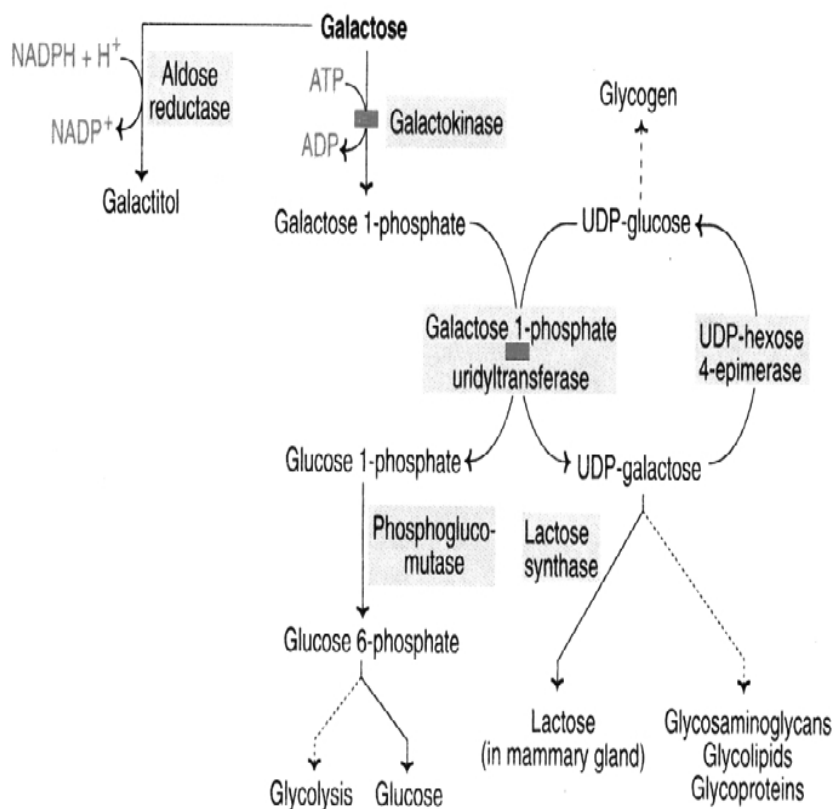 Galactose
NADPH + H+
Aldose
reductase
NADP+
Galactitol
ATP
Galactokinase
ADP
Glycogen
Galactose 1-phosphate
UDP-glucose
Galactose 1-phosphate
uridyltransferase
UDP-hexose
4-epimerase
Glucose 1-phosphate
UDP-galactose
Phosphogluco-
mutase
Lactose
synthase
Glucose 6-phosphate
Lactose
(in mammary gland)
Glycosaminoglycans
Glycolipids
Glycoproteins
Glycolysis
Glucose